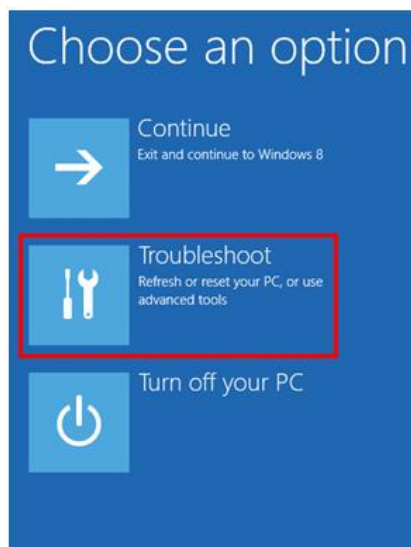 Choose an option
Continue
Exit and continue to Windows 8
Troubleshoot
Refresh or reset your PC, or use
advanced tools
Turn off your PC